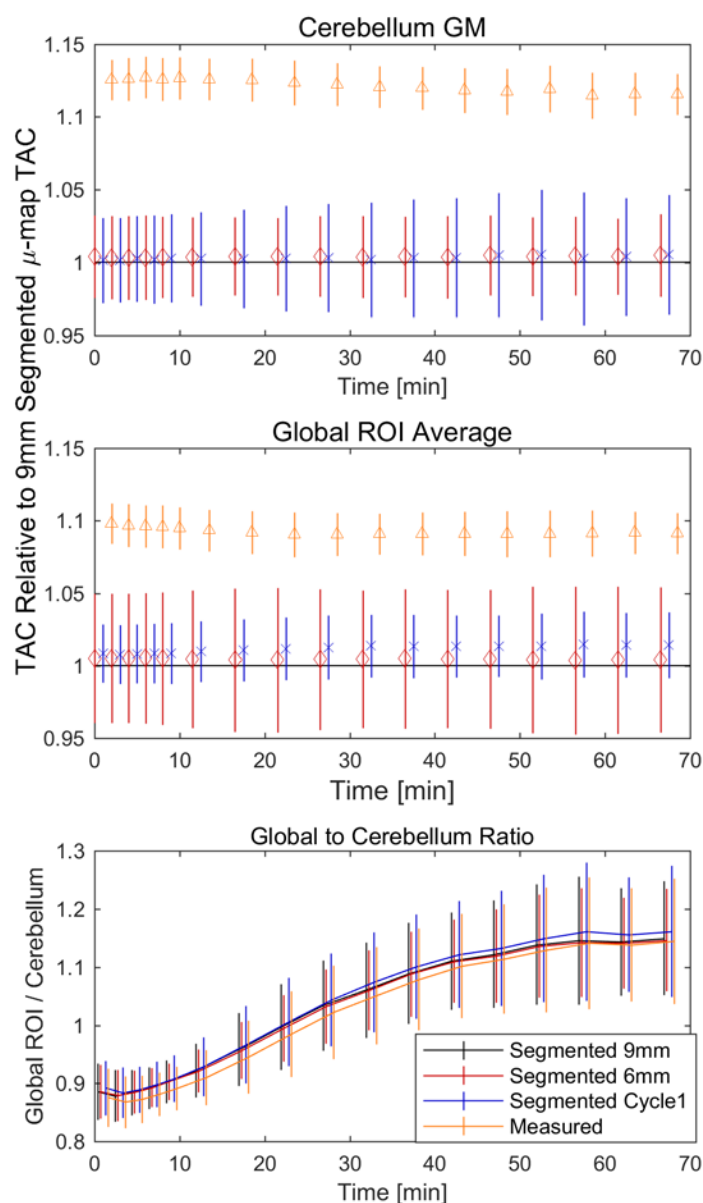 Cerebellum GM
1.15
1.1
1.05
1
0.95
0 10 20 30 40 50 60 70
Time [min]
TAC Relative to 9mm Segmented μ-map TAC
Global ROI Average
1.15
1.1
1.05
1
0.95
0 10 20 30 40 50 60 70
Time [min]
Global to Cerebellum Ratio
Global ROI / Cerebellum
1.3
1.2
1.1
1
0.9
0.8
0 10 20 30 40 50 60 70
Time [min]
Segmented 9mm
Segmented 6mm
Segmented Cycle1
Measured